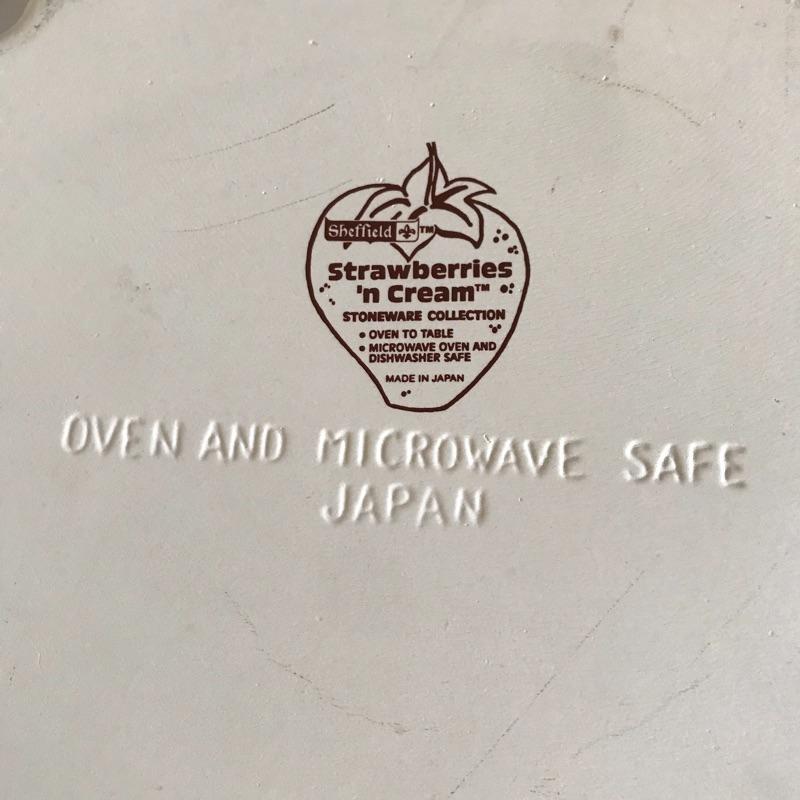 Sheffield TM
Strawberries
'n Cream™
STONEWARE COLLECTION
• OVEN TO TABLE
• MICROWAVE OVEN AND
DISHWASHER SAFE
MADE IN JAPAN
OVEN AND MICROWAVE SAFE
JAPAN